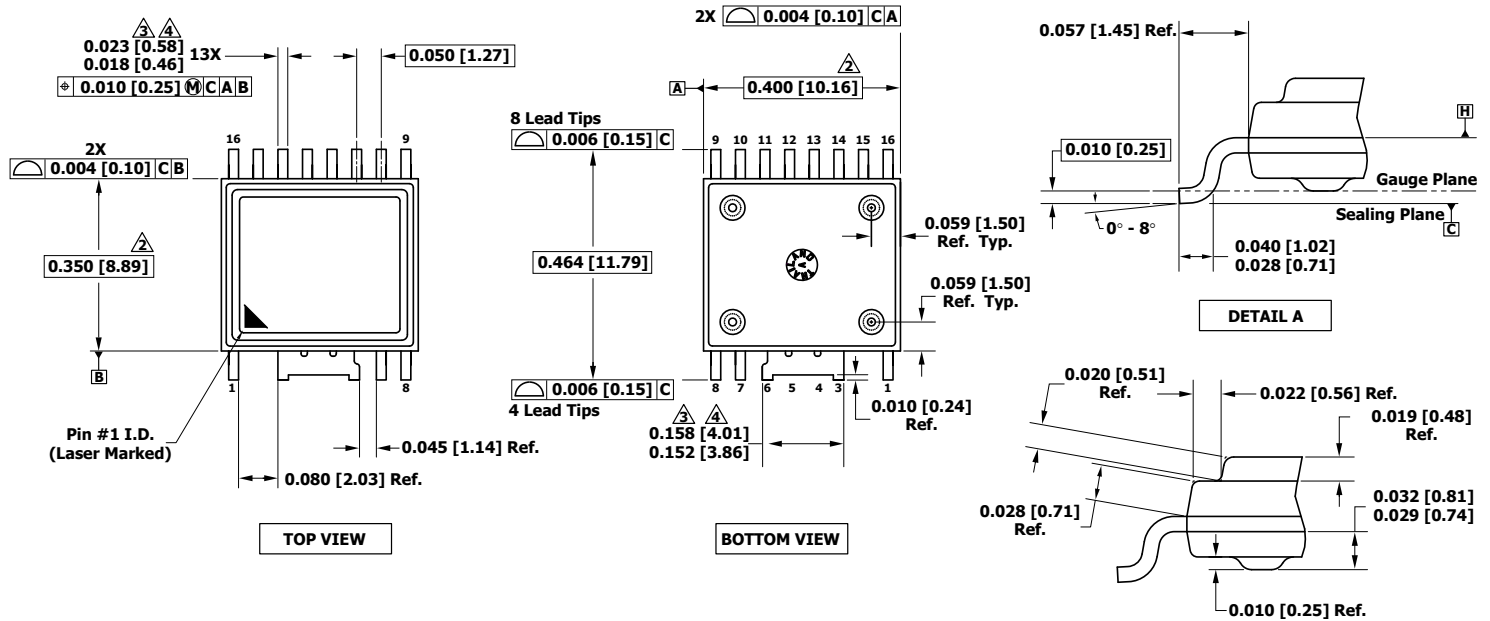 2X ⌓ 0.004 [0.10] C A
3 4
0.023 [0.58]
0.018 [0.46]
13X
⌖ 0.010 [0.25] Ⓜ C A B
0.050 [1.27]
16
9
2X
⌓ 0.004 [0.10] C B
2
0.350 [8.89]
B
1
8
Pin #1 I.D.
(Laser Marked)
0.045 [1.14] Ref.
0.080 [2.03] Ref.
TOP VIEW
2
A
0.400 [10.16]
8 Lead Tips
⌓ 0.006 [0.15] C
9 10 11 12 13 14 15 16
0.464 [11.79]
THAILAND
A
0.059 [1.50]
Ref. Typ.
0.059 [1.50]
Ref. Typ.
⌓ 0.006 [0.15] C
4 Lead Tips
8 7 6 5 4 3 1
3 4
0.158 [4.01]
0.152 [3.86]
0.010 [0.24]
Ref.
BOTTOM VIEW
0.057 [1.45] Ref.
H
0.010 [0.25]
Gauge Plane
Sealing Plane
C
0° - 8°
0.040 [1.02]
0.028 [0.71]
DETAIL A
0.020 [0.51]
Ref.
0.022 [0.56] Ref.
0.019 [0.48]
Ref.
0.028 [0.71]
Ref.
0.032 [0.81]
0.029 [0.74]
0.010 [0.25] Ref.